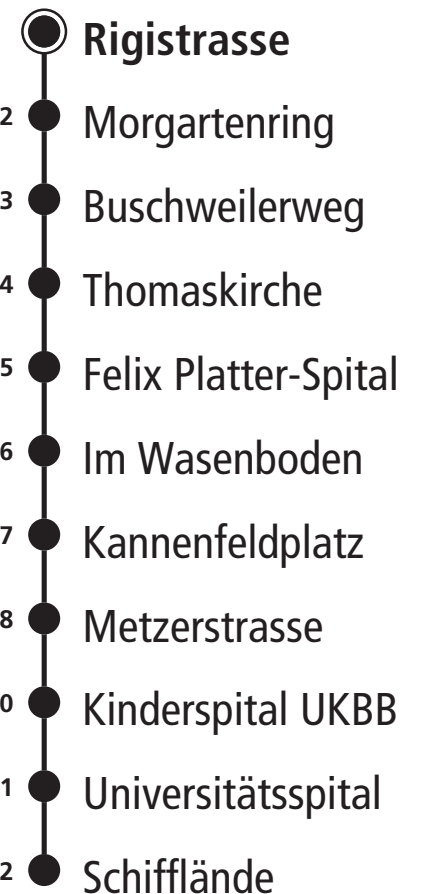 Rigistrasse
2 Morgartenring
3 Buschweilerweg
4 Thomaskirche
5 Felix Platter-Spital
6 Im Wasenboden
7 Kannenfeldplatz
8 Metzerstrasse
0 Kinderspital UKBB
1 Universitätsspital
2 Schifflände